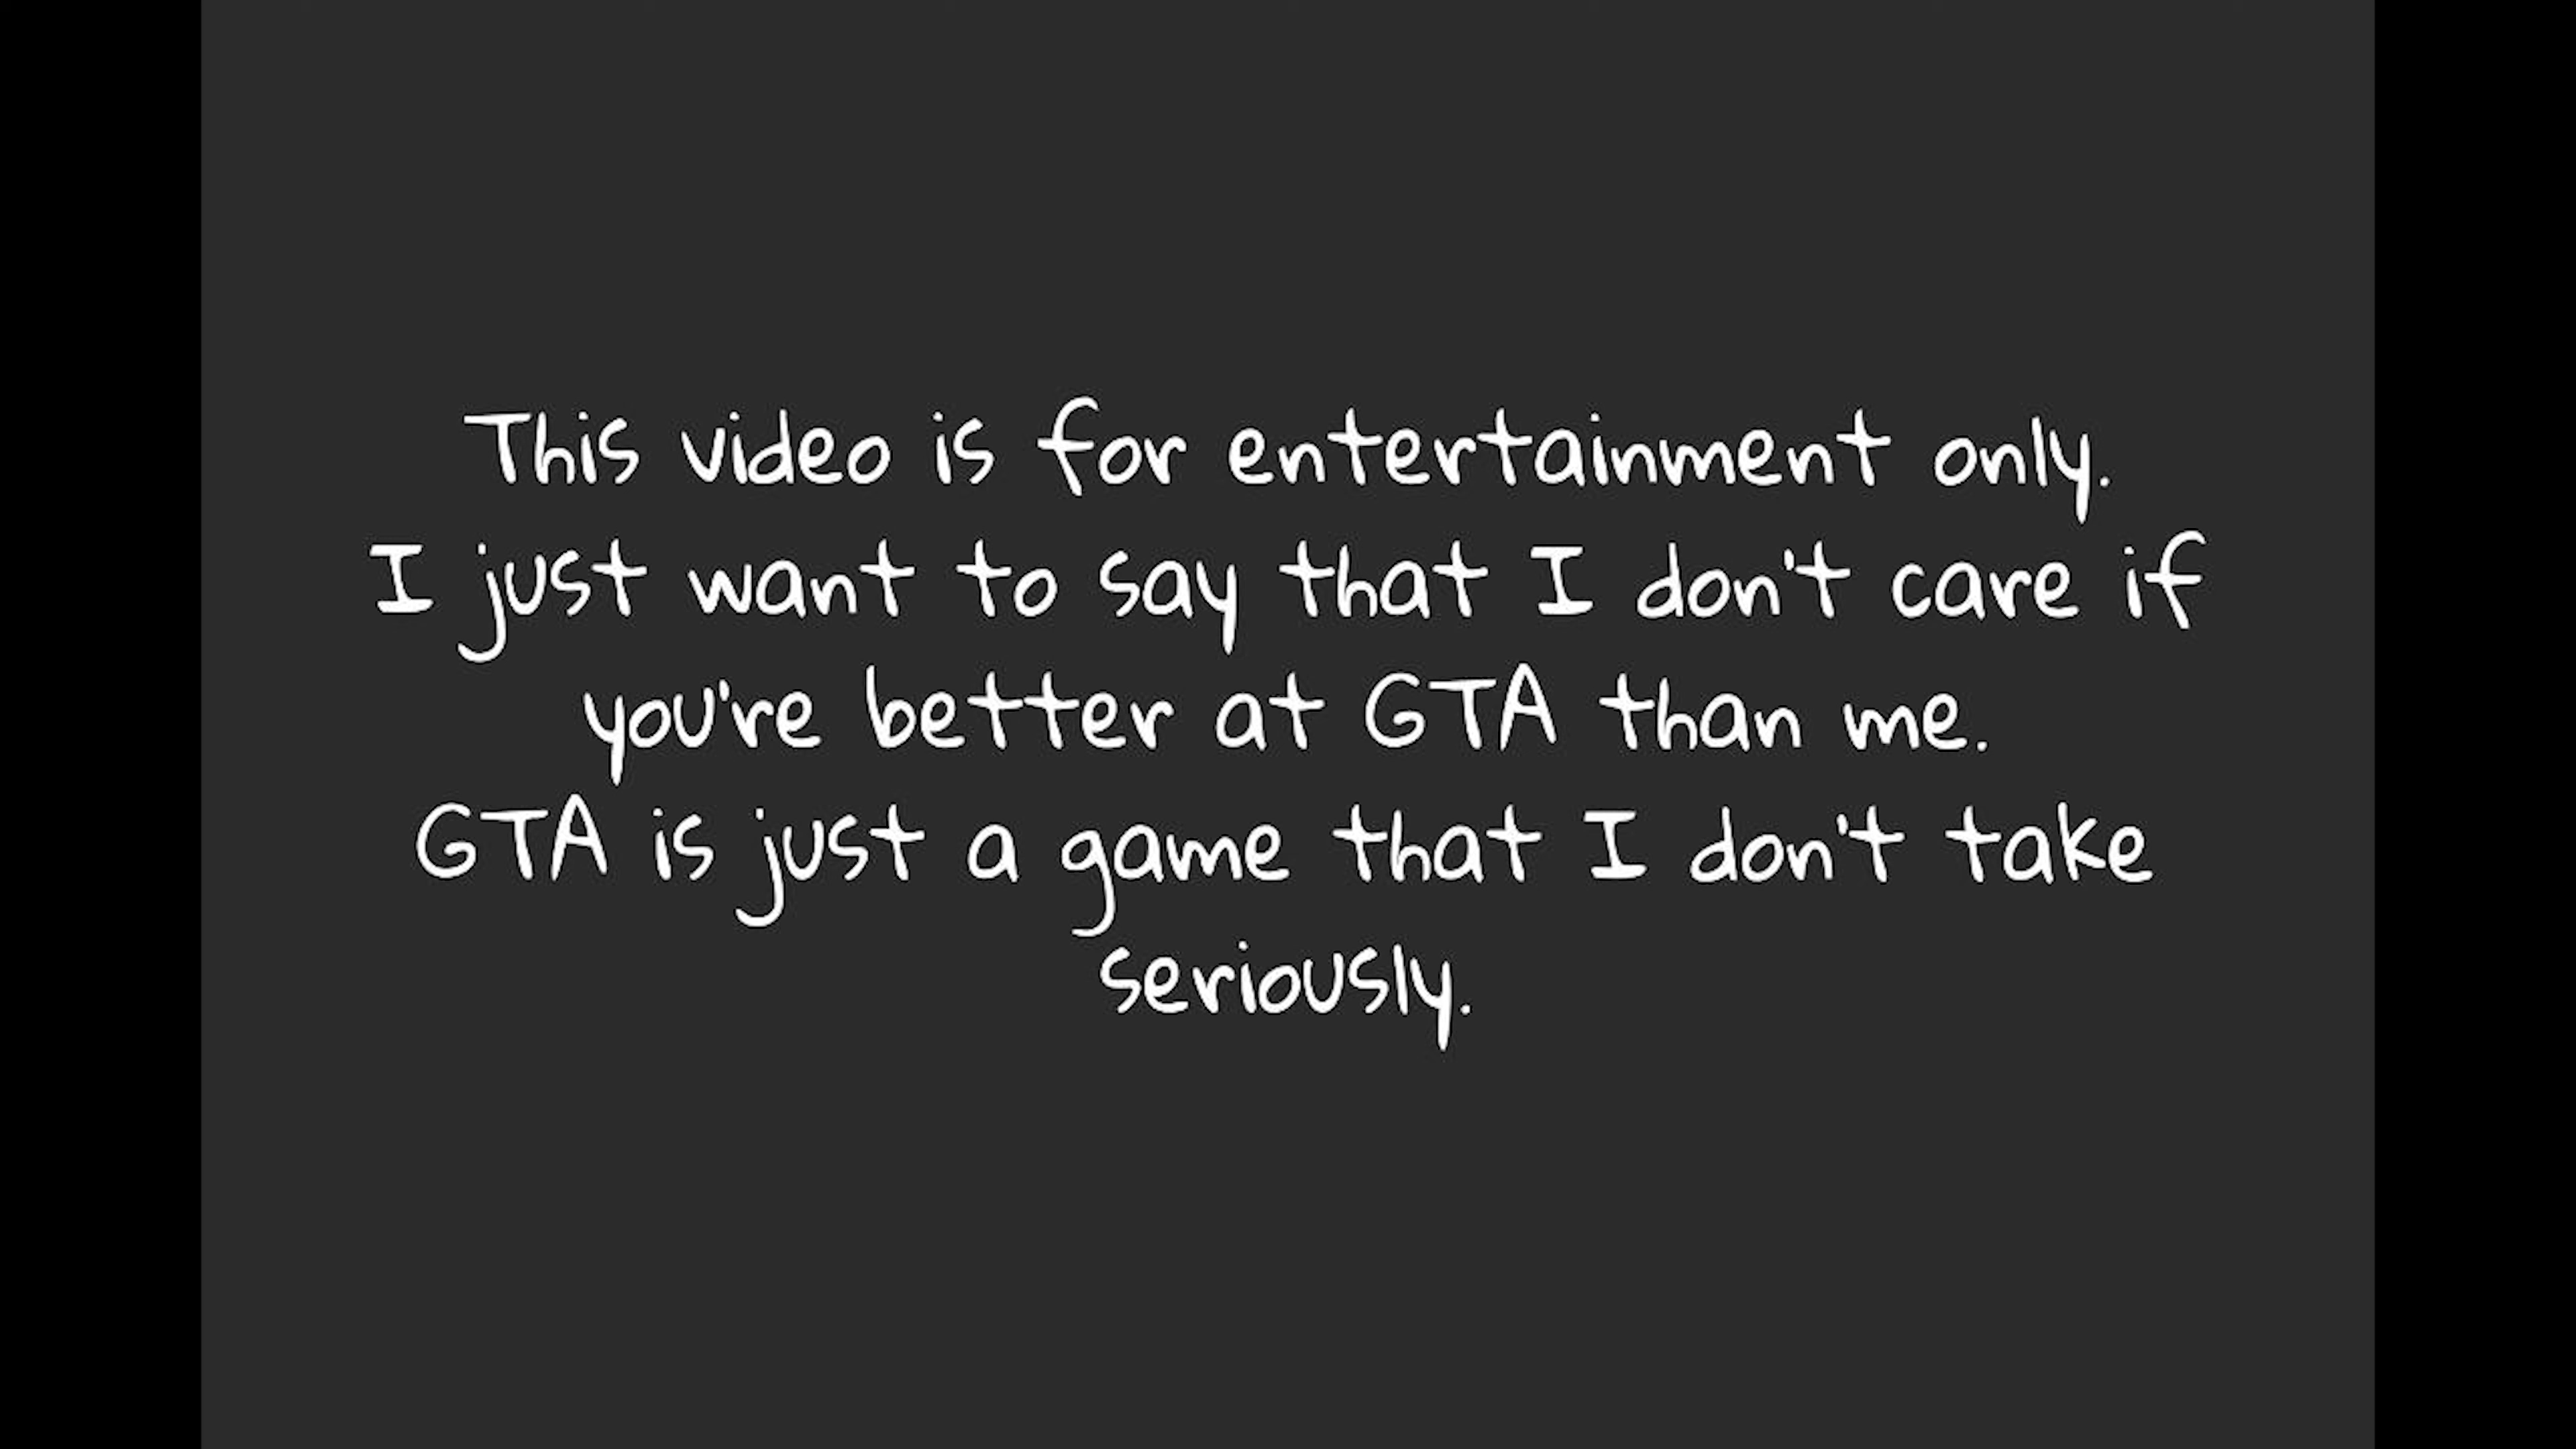 This video is for entertainment only.
I just want to say that I don't care if
you're better at GTA than me.
GTA is just a game that I don't take
seriously.